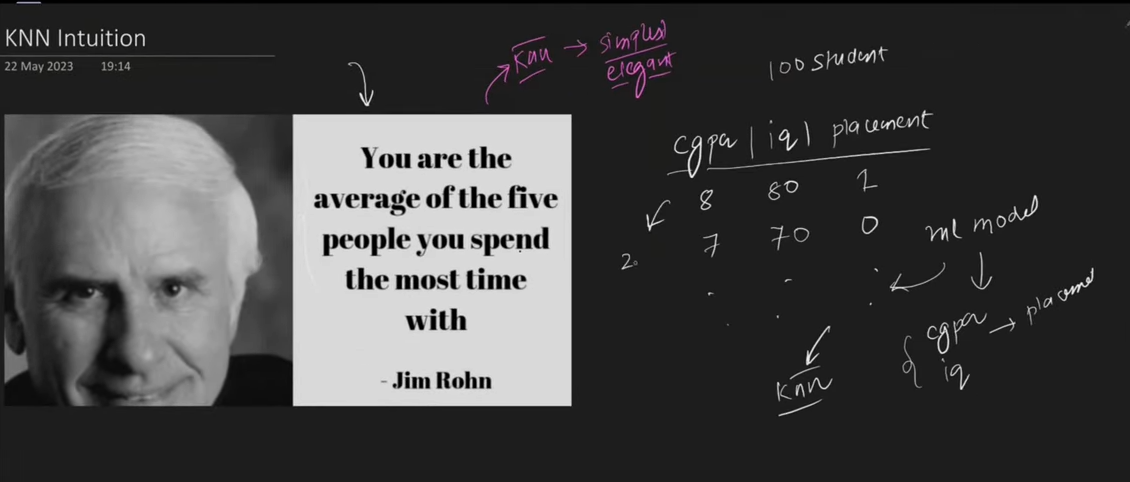 KNN Intuition
22 May 2023 19:14
Knn → simplest
elegant
You are the
average of the five
people you spend
the most time
with
- Jim Rohn
100 student
cgpa | iq | placement
8 80 1
7 70 0
2.
ml model
cgpa → placeme
iq
Knn